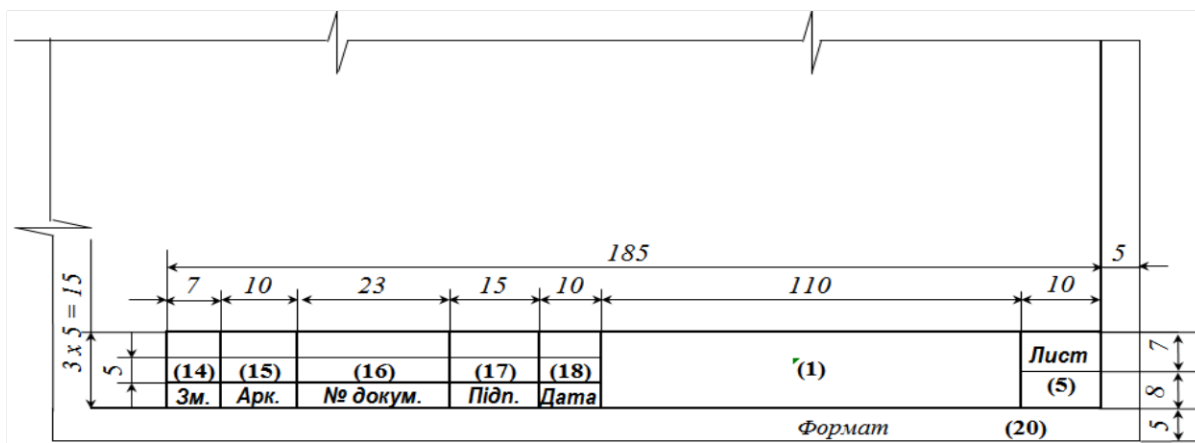 185 5
7 10 23 15 10 110 10
3 x 5 = 15
5
Лист 7
(14) (15) (16) (17) (18) (1) (5)
Зм. Арк. № докум. Підп. Дата 8
Формат (20) 5